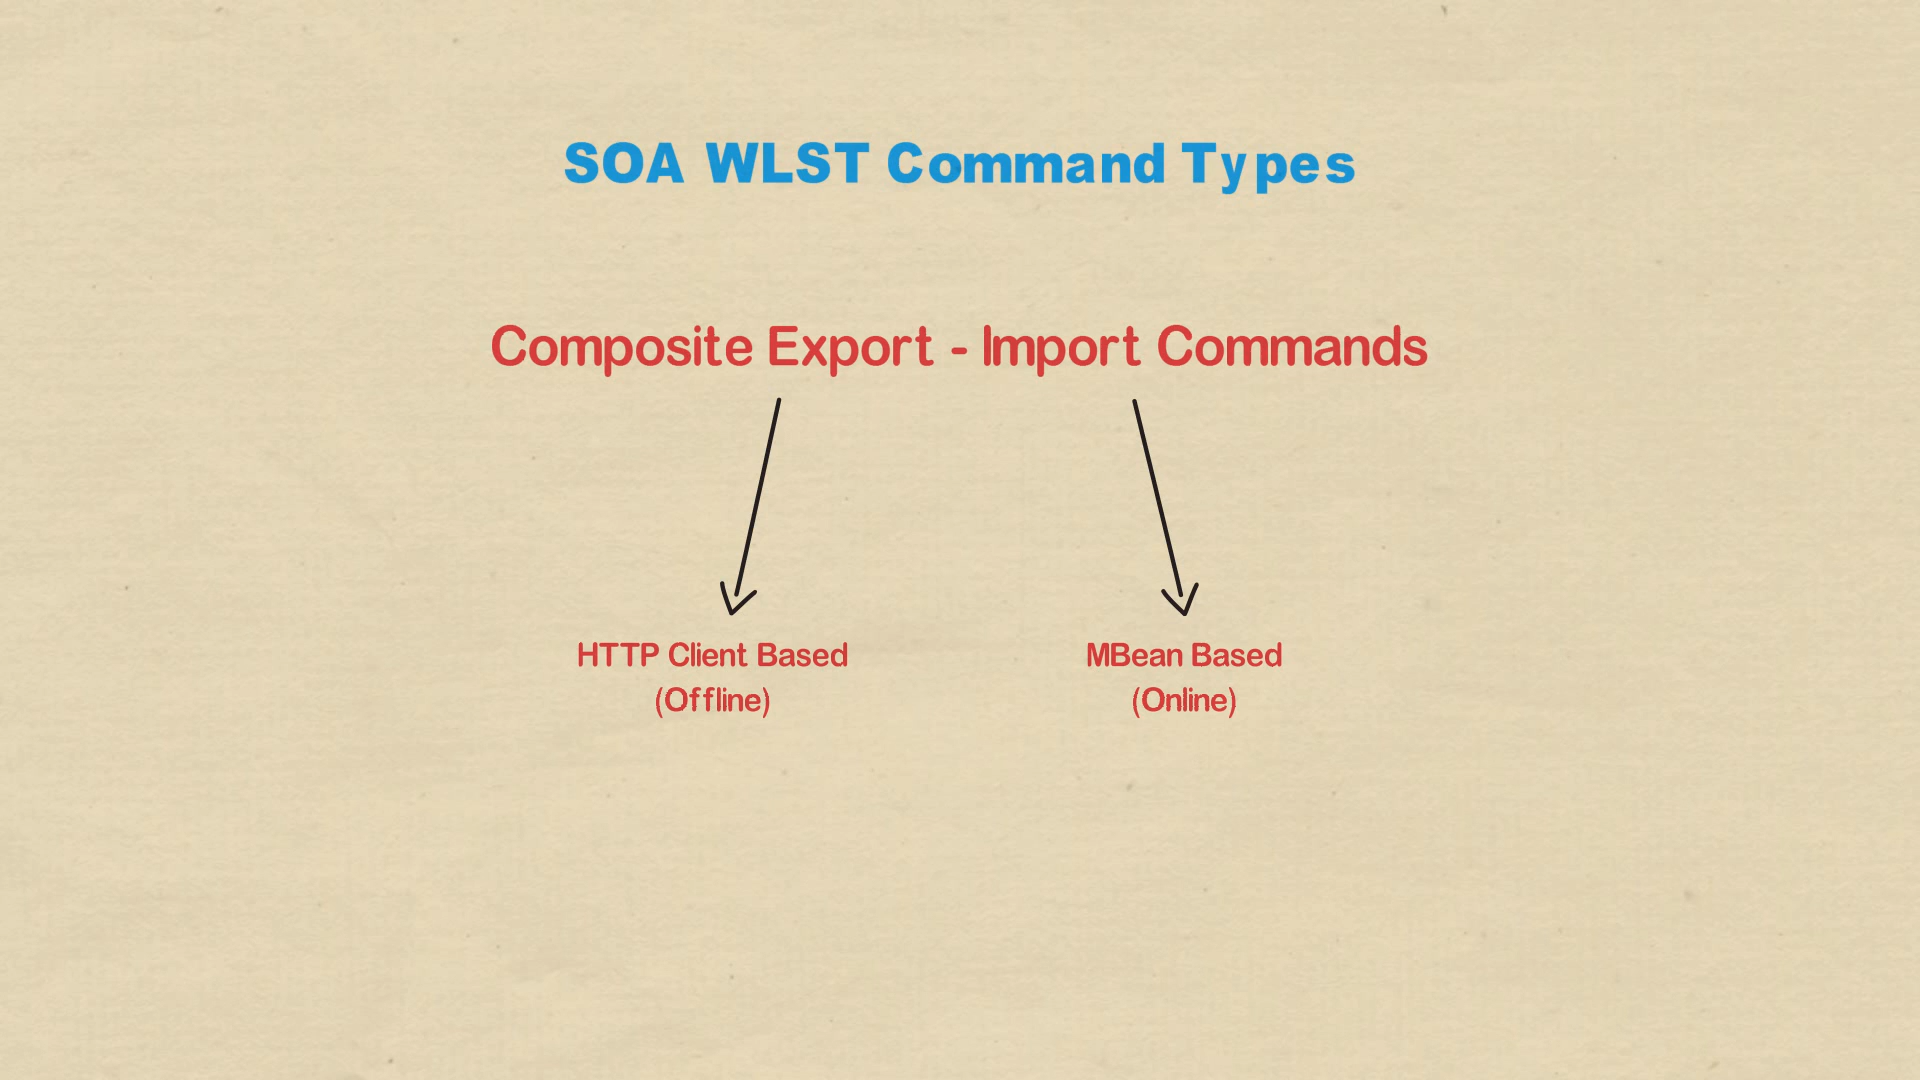 SOA WLST Command Types
Composite Export - Import Commands
HTTP Client Based
(Offline)
MBean Based
(Online)